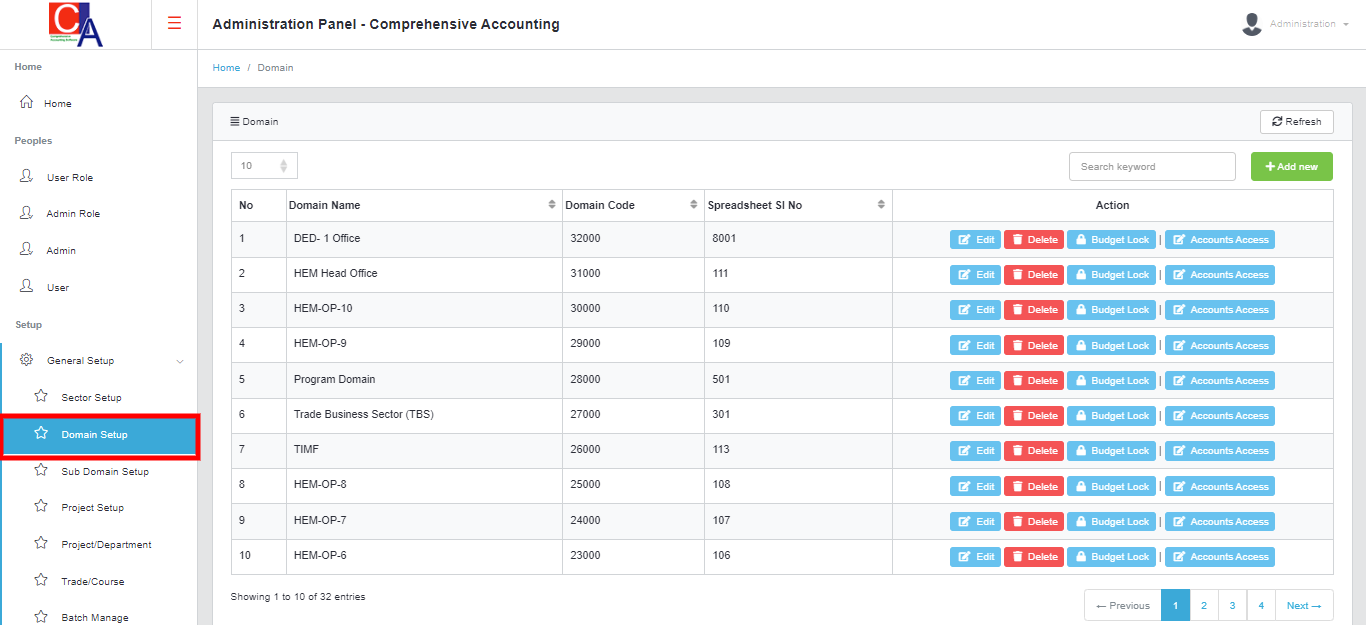 CA
Administration Panel - Comprehensive Accounting
Administration
Home
Home
Peoples
User Role
Admin Role
Admin
User
Setup
General Setup
Sector Setup
Domain Setup
Sub Domain Setup
Project Setup
Project/Department
Trade/Course
Batch Manage
Home / Domain
Domain
Refresh
10
Search keyword
Add new
No Domain Name Domain Code Spreadsheet Sl No Action
1 DED- 1 Office 32000 8001 Edit Delete Budget Lock | Accounts Access
2 HEM Head Office 31000 111 Edit Delete Budget Lock | Accounts Access
3 HEM-OP-10 30000 110 Edit Delete Budget Lock | Accounts Access
4 HEM-OP-9 29000 109 Edit Delete Budget Lock | Accounts Access
5 Program Domain 28000 501 Edit Delete Budget Lock | Accounts Access
6 Trade Business Sector (TBS) 27000 301 Edit Delete Budget Lock | Accounts Access
7 TIMF 26000 113 Edit Delete Budget Lock | Accounts Access
8 HEM-OP-8 25000 108 Edit Delete Budget Lock | Accounts Access
9 HEM-OP-7 24000 107 Edit Delete Budget Lock | Accounts Access
10 HEM-OP-6 23000 106 Edit Delete Budget Lock | Accounts Access
Showing 1 to 10 of 32 entries
← Previous 1 2 3 4 Next →